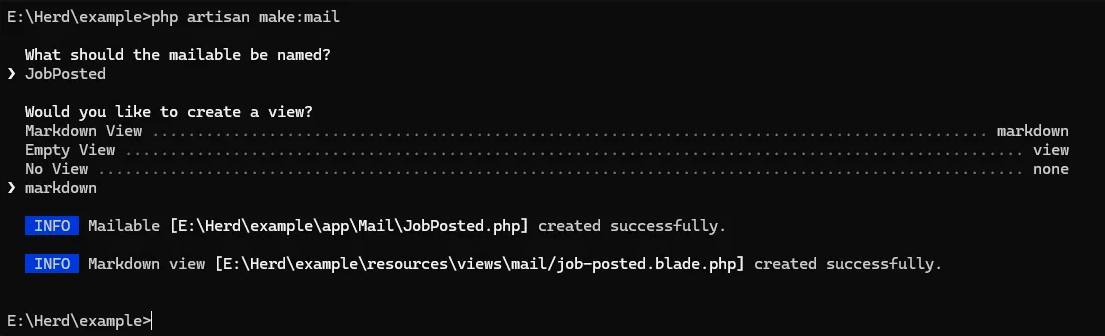 E:\Herd\example>php artisan make:mail
What should the mailable be named?
❯ JobPosted
Would you like to create a view?
Markdown View ............................................................................................. markdown
Empty View .................................................................................................... view
No View ....................................................................................................... none
❯ markdown
INFO Mailable [E:\Herd\example\app\Mail\JobPosted.php] created successfully.
INFO Markdown view [E:\Herd\example\resources\views\mail/job-posted.blade.php] created successfully.
E:\Herd\example>